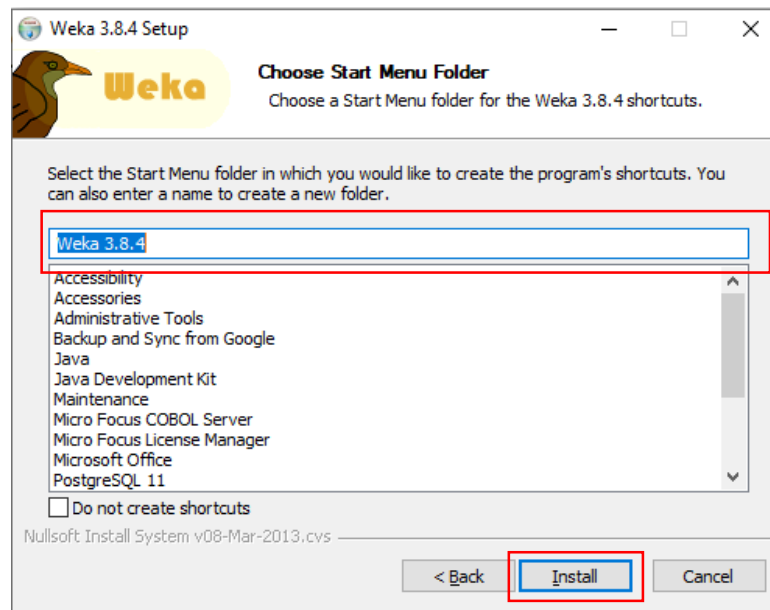 Weka 3.8.4 Setup
Weka
Choose Start Menu Folder
Choose a Start Menu folder for the Weka 3.8.4 shortcuts.
Select the Start Menu folder in which you would like to create the program's shortcuts. You
can also enter a name to create a new folder.
Weka 3.8.4
Accessibility
Accessories
Administrative Tools
Backup and Sync from Google
Java
Java Development Kit
Maintenance
Micro Focus COBOL Server
Micro Focus License Manager
Microsoft Office
PostgreSQL 11
Do not create shortcuts
Nullsoft Install System v08-Mar-2013.cvs
< Back Install Cancel